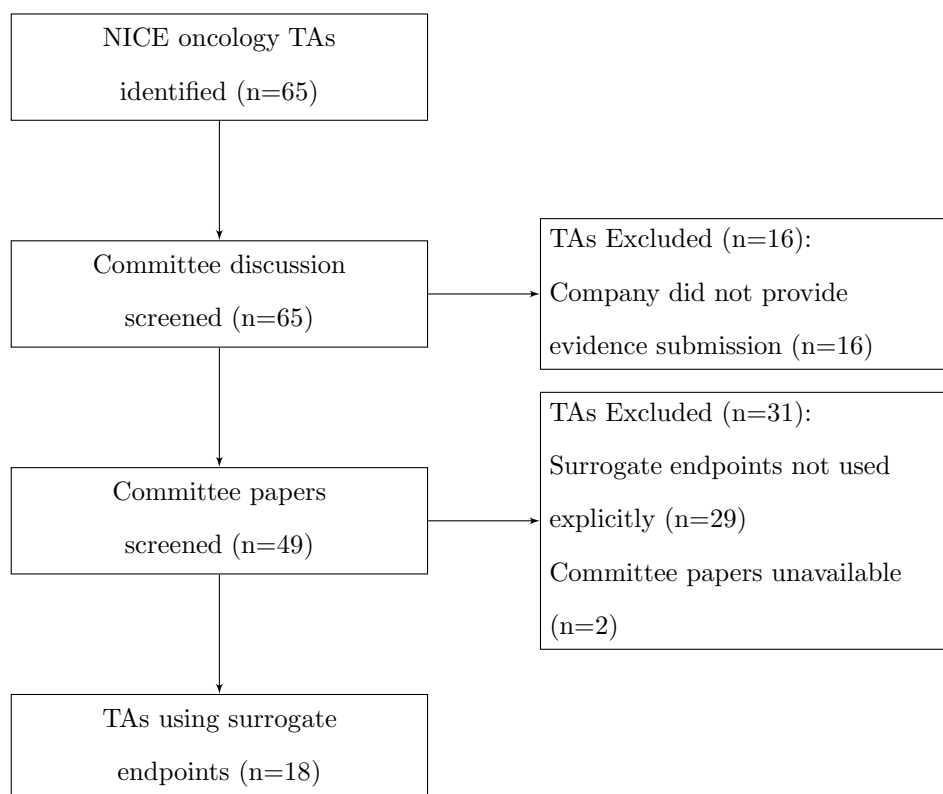 NICE oncology TAs
identified (n=65)
Committee discussion
screened (n=65)
TAs Excluded (n=16):
Company did not provide
evidence submission (n=16)
Committee papers
screened (n=49)
TAs Excluded (n=31):
Surrogate endpoints not used
explicitly (n=29)
Committee papers unavailable
(n=2)
TAs using surrogate
endpoints (n=18)